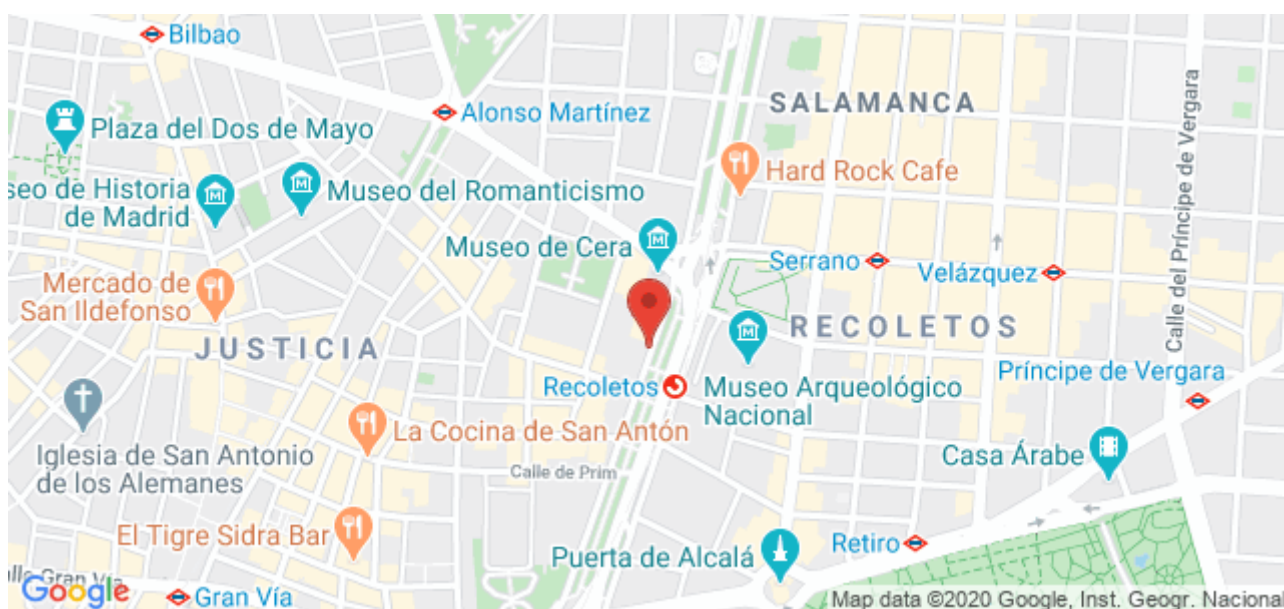 Bilbao
Alonso Martínez
SALAMANCA
Plaza del Dos de Mayo
Hard Rock Cafe
Calle del Príncipe de Vergara
seo de Historia
de Madrid
Museo del Romanticismo
Museo de Cera
Serrano
Velázquez
Mercado de
San Ildefonso
JUSTICIA
RECOLETOS
Recoletos
Museo Arqueológico
Nacional
Príncipe de Vergara
La Cocina de San Antón
Iglesia de San Antonio
de los Alemanes
Calle de Prim
Casa Árabe
El Tigre Sidra Bar
Puerta de Alcalá
Retiro
Gran Vía
Google
Gran Vía
Map data ©2020 Google, Inst. Geogr. Nacional